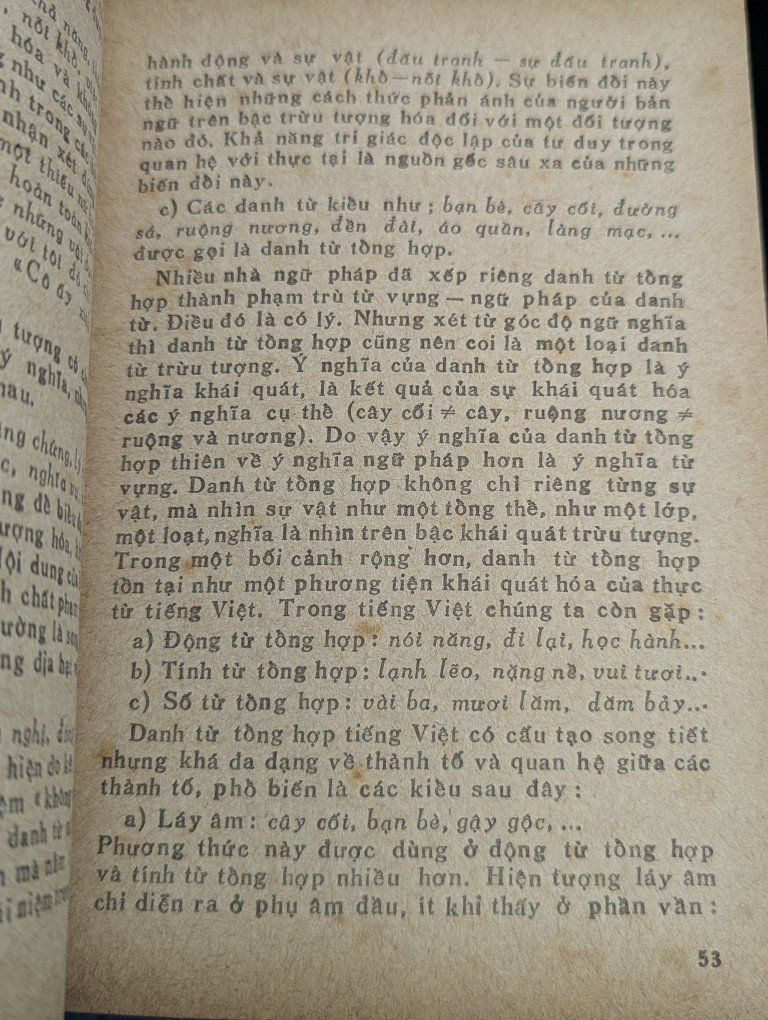 hành động và sự vật (đấu tranh — sự đấu tranh),
tính chất và sự vật (khổ—nỗi khổ). Sự biến đổi này
thể hiện những cách thức phản ánh của người bản
ngữ trên bậc trừu tượng hóa đối với một đối tượng
nào đó. Khả năng tri giác độc lập của tư duy trong
quan hệ với thực tại là nguồn gốc sâu xa của những
biến đổi này.
c) Các danh từ kiểu như ; bạn bè, cây cối, đường
sá, ruộng nương, đền đài, áo quần, làng mạc, ...
được gọi là danh từ tổng hợp.
Nhiều nhà ngữ pháp đã xếp riêng danh từ tổng
hợp thành phạm trù từ vựng — ngữ pháp của danh
từ. Điều đó là có lý. Nhưng xét từ góc độ ngữ nghĩa
thì danh từ tổng hợp cũng nên coi là một loại danh
từ trừu tượng. Ý nghĩa của danh từ tổng hợp là ý
nghĩa khái quát, là kết quả của sự khái quát hóa
các ý nghĩa cụ thể (cây cối ≠ cây, ruộng nương ≠
ruộng và nương). Do vậy ý nghĩa của danh từ tổng
hợp thiên về ý nghĩa ngữ pháp hơn là ý nghĩa từ
vựng. Danh từ tổng hợp không chỉ riêng từng sự
vật, mà nhìn sự vật như một tổng thể, như một lớp,
một loạt, nghĩa là nhìn trên bậc khái quát trừu tượng.
Trong một bối cảnh rộng hơn, danh từ tổng hợp
tồn tại như một phương tiện khái quát hóa của thực
từ tiếng Việt. Trong tiếng Việt chúng ta còn gặp :
a) Động từ tổng hợp : nói năng, đi lại, học hành...
b) Tính từ tổng hợp : lạnh lẽo, nặng nề, vui tươi...
c) Số từ tổng hợp : vài ba, mươi lăm, dăm bảy...
Danh từ tổng hợp tiếng Việt có cấu tạo song tiết
nhưng khá đa dạng về thành tố và quan hệ giữa các
thành tố, phổ biến là các kiểu sau đây :
a) Láy âm : cây cối, bạn bè, gậy gộc, ...
Phương thức này được dùng ở động từ tổng hợp
và tính từ tổng hợp nhiều hơn. Hiện tượng láy âm
chỉ diễn ra ở phụ âm đầu, ít khi thấy ở phần vần :
53